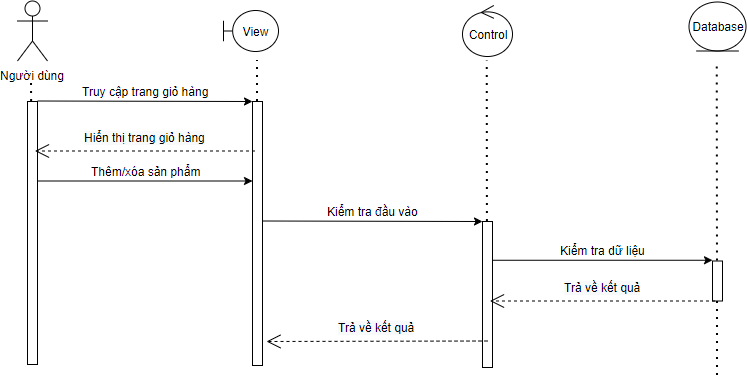 View
Control
Database
Người dùng
Truy cập trang giỏ hàng
Hiển thị trang giỏ hàng
Thêm/xóa sản phẩm
Kiểm tra đầu vào
Kiểm tra dữ liệu
Trả về kết quả
Trả về kết quả